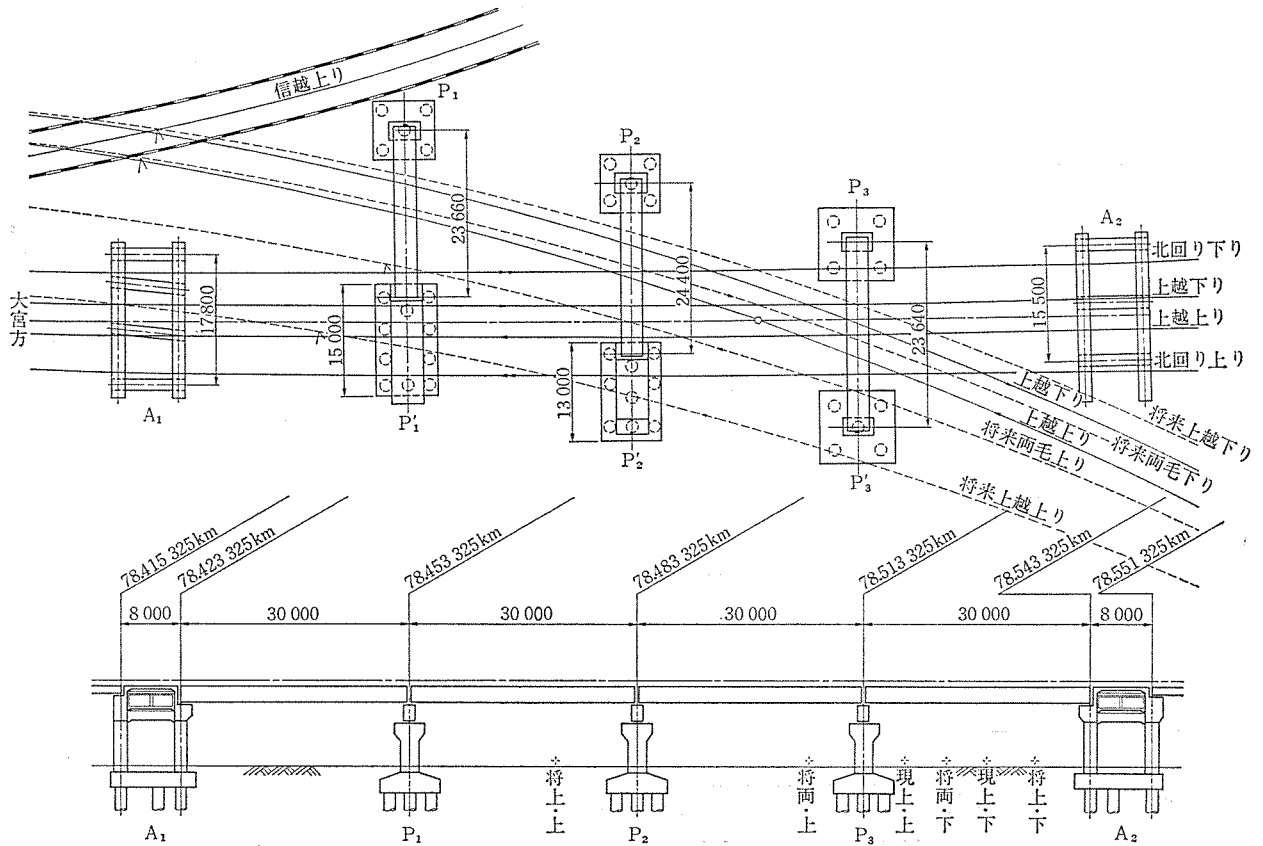 信越上り
P₁
P₂
P₃
A₂
23 660
24 400
23 640
17 800
15 000
13 000
15 500
北回り下り
上越下り
上越上り
北回り上り
大宮方
A₁
P′₁
P′₂
P′₃
上越下り
上越上り
将来両毛上り
将来上越下り
将来両毛下り
将来上越上り
78.415 325km
78.423 325km
78.453 325km
78.483 325km
78.513 325km
78.543 325km
78.551 325km
8 000
30 000
30 000
30 000
30 000
8 000
将上・上
将両・上
現上・上
将両・下
現上・下
将上・下
A₁
P₁
P₂
P₃
A₂